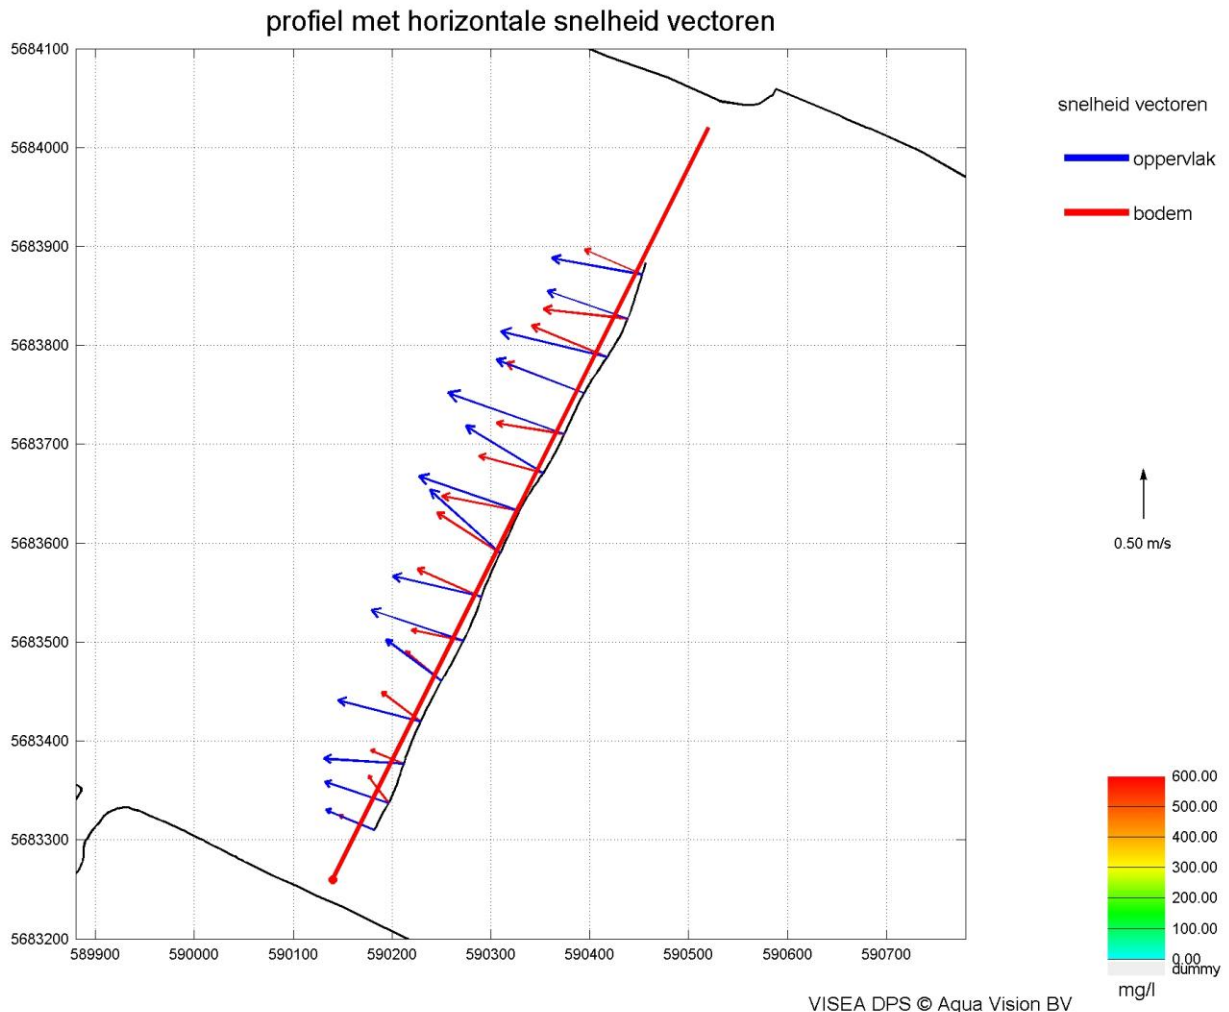 profiel met horizontale snelheid vectoren
5684100
5684000
5683900
5683800
5683700
5683600
5683500
5683400
5683300
5683200
589900 590000 590100 590200 590300 590400 590500 590600 590700
snelheid vectoren
oppervlak
bodem
0.50 m/s
600.00
500.00
400.00
300.00
200.00
100.00
0.00
dummy
mg/l
VISEA DPS © Aqua Vision BV